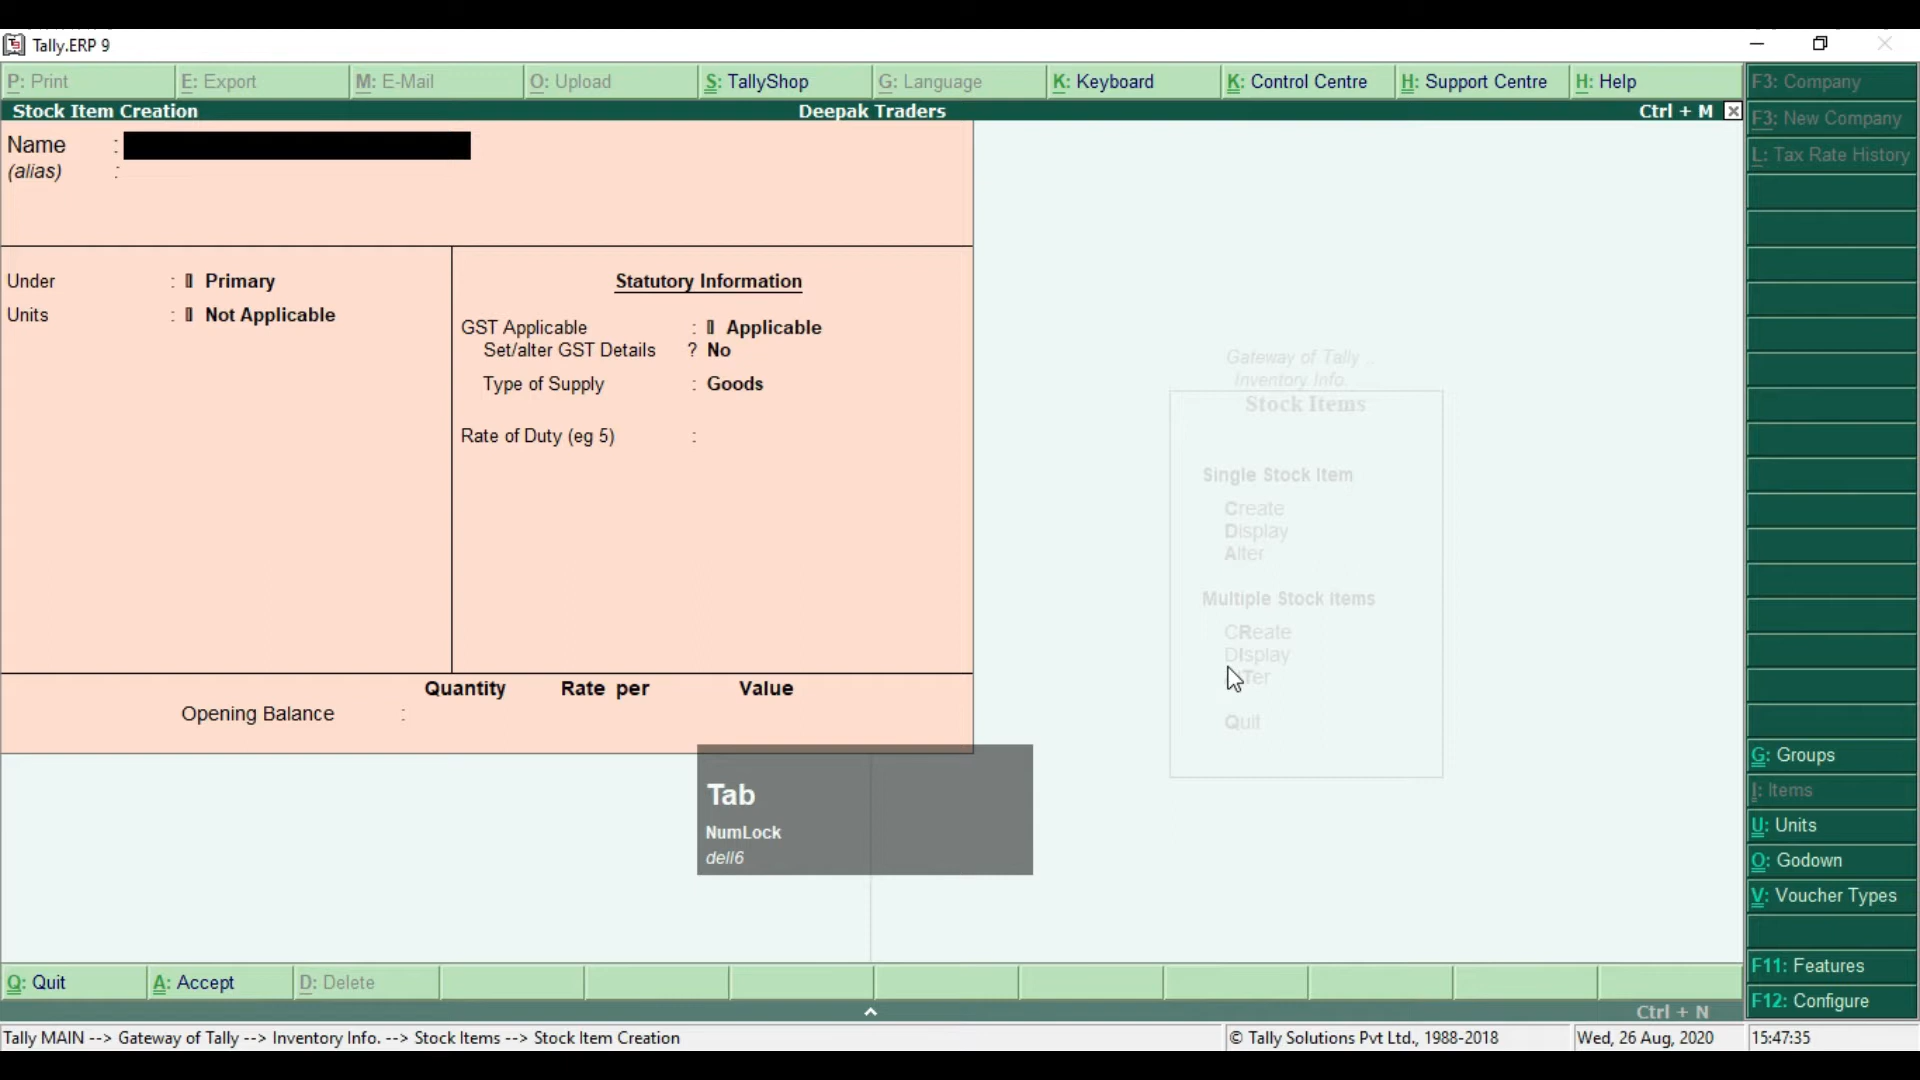 Tally.ERP 9
P: Print E: Export M: E-Mail O: Upload S: TallyShop G: Language K: Keyboard K: Control Centre H: Support Centre H: Help
F3: Company
Stock Item Creation Deepak Traders Ctrl + M
F3: New Company
Name :
L: Tax Rate History
(alias) :
Under : Primary
Statutory Information
Units : Not Applicable
GST Applicable : Applicable
Set/alter GST Details ? No
Type of Supply : Goods
Rate of Duty (eg 5) :
Gateway of Tally ...
Inventory Info.
Stock Items
Single Stock Item
Create
Display
Alter
Multiple Stock Items
CReate
DIsplay
Quit
Quantity Rate per Value
Opening Balance :
Tab
NumLock
dell6
G: Groups
I: Items
U: Units
O: Godown
V: Voucher Types
F11: Features
F12: Configure
Q: Quit A: Accept D: Delete
Ctrl + N
Tally MAIN --> Gateway of Tally --> Inventory Info. --> Stock Items --> Stock Item Creation © Tally Solutions Pvt Ltd., 1988-2018 Wed, 26 Aug, 2020 15:47:35